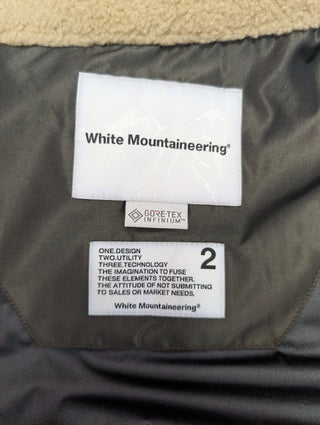 White Mountaineering®
GORE-TEX
INFINIUM™
2
ONE.DESIGN
TWO.UTILITY
THREE.TECHNOLOGY
THE IMAGINATION TO FUSE
THESE ELEMENTS TOGETHER.
THE ATTITUDE OF NOT SUBMITTING
TO SALES OR MARKET NEEDS.
White Mountaineering®